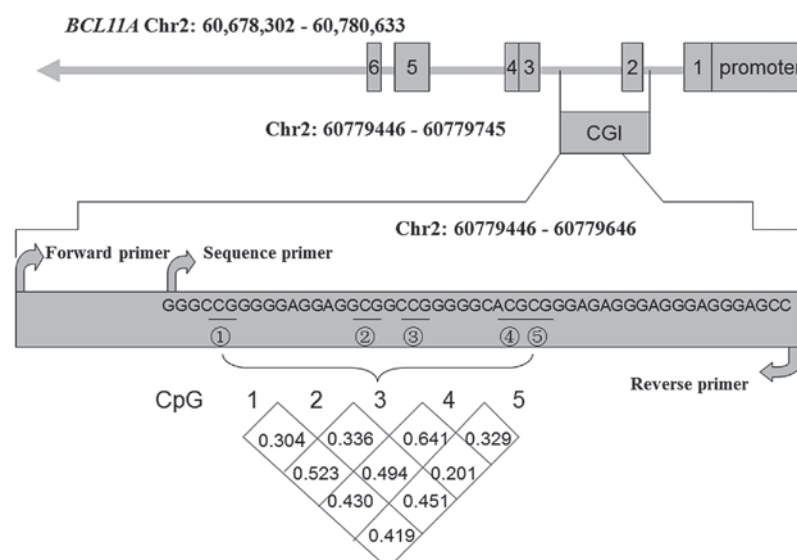 BCL11A Chr2: 60,678,302 - 60,780,633
6 5 4 3 2 1 promoter
Chr2: 60779446 - 60779745
CGI
Chr2: 60779446 - 60779646
Forward primer
Sequence primer
GGGCCGGGGGAGGAGGCGGCCGGGGGCACGCGGGAGAGGGAGGGAGGGAGCC
① ② ③ ④ ⑤
Reverse primer
CpG 1 2 3 4 5
0.304 0.336 0.641 0.329
0.523 0.494 0.201
0.430 0.451
0.419